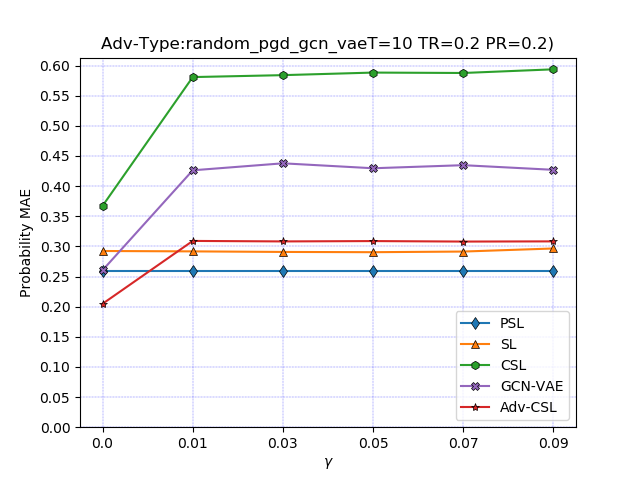 Adv-Type:random_pgd_gcn_vaeT=10 TR=0.2 PR=0.2)
0.60
0.55
0.50
0.45
0.40
0.35
0.30
0.25
0.20
0.15
0.10
0.05
0.00
Probability MAE
0.0 0.01 0.03 0.05 0.07 0.09
γ
PSL
SL
CSL
GCN-VAE
Adv-CSL